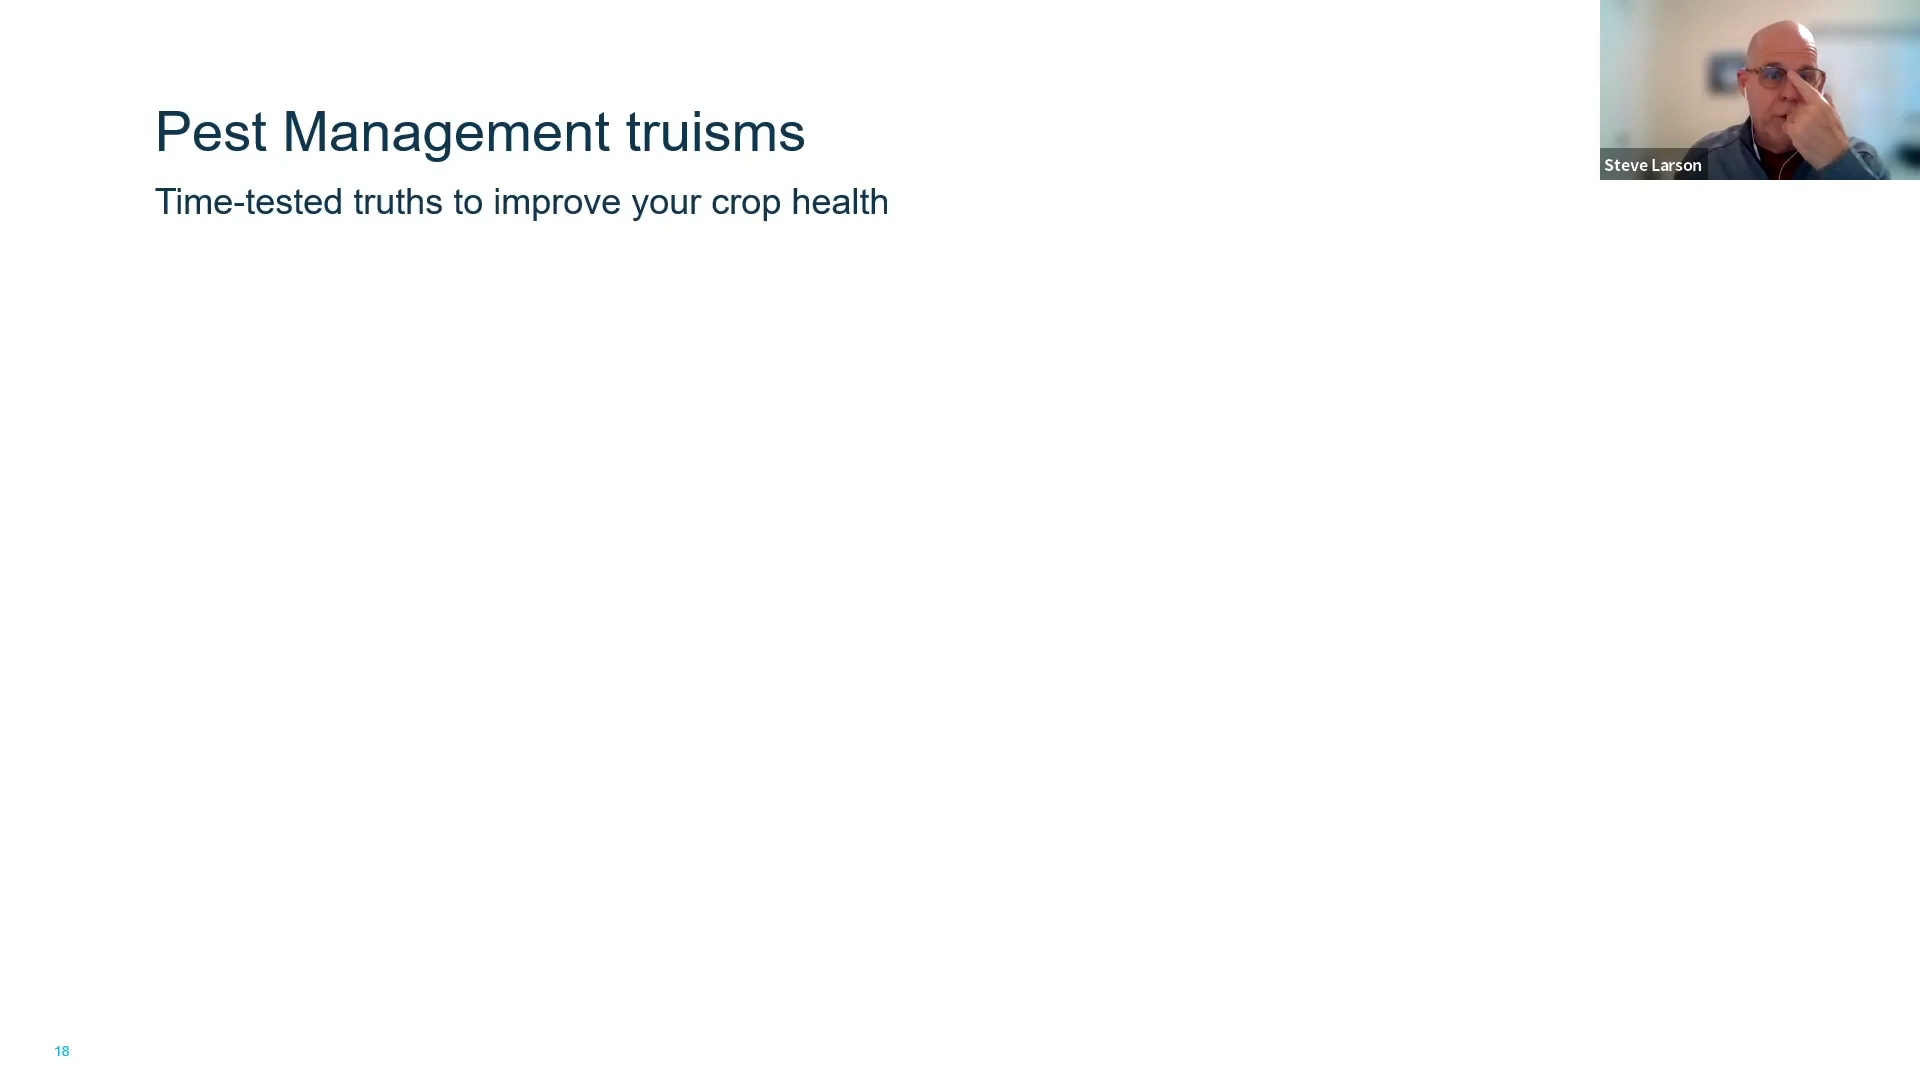 Pest Management truisms
Time-tested truths to improve your crop health
Steve Larson
18